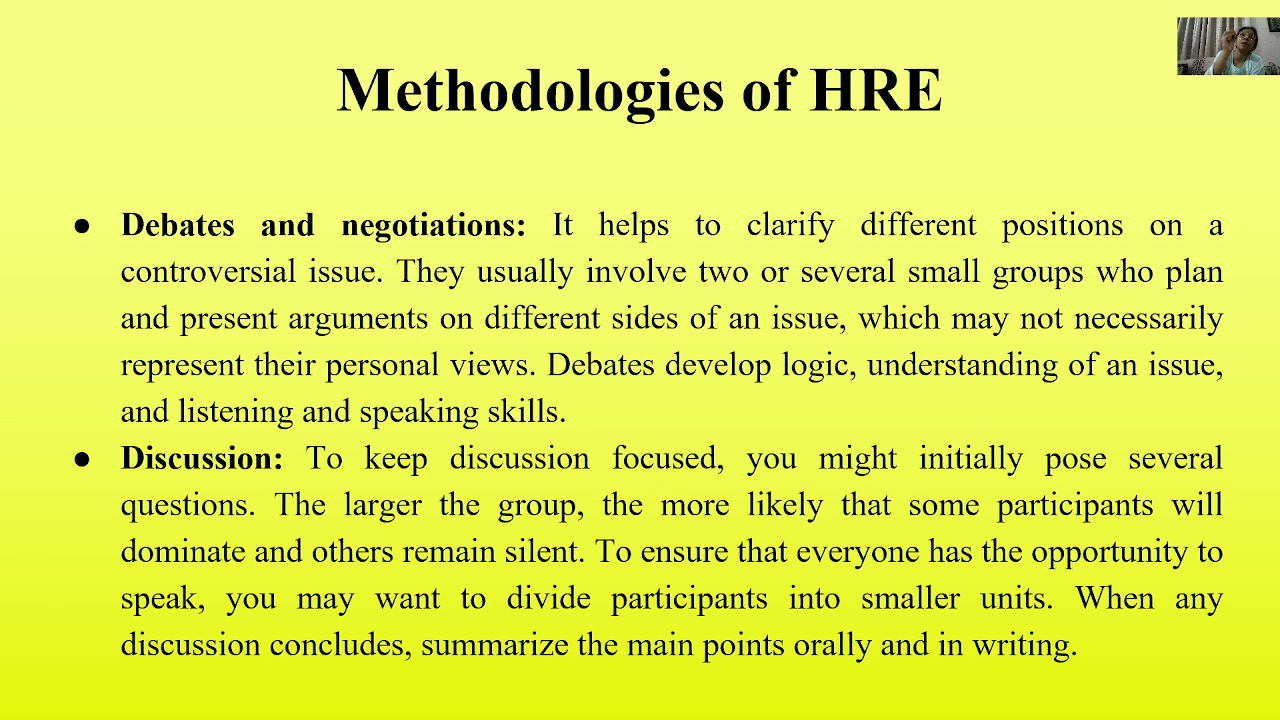 Methodologies of HRE
● Debates and negotiations: It helps to clarify different positions on a
controversial issue. They usually involve two or several small groups who plan
and present arguments on different sides of an issue, which may not necessarily
represent their personal views. Debates develop logic, understanding of an issue,
and listening and speaking skills.
● Discussion: To keep discussion focused, you might initially pose several
questions. The larger the group, the more likely that some participants will
dominate and others remain silent. To ensure that everyone has the opportunity to
speak, you may want to divide participants into smaller units. When any
discussion concludes, summarize the main points orally and in writing.